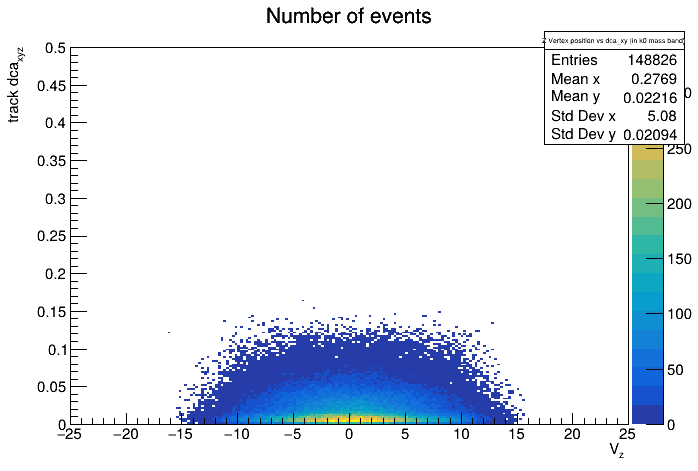 Number of events
Z Vertex position vs dca_xy (in k0 mass band)
Entries 148826
Mean x 0.2769
Mean y 0.02216
Std Dev x 5.08
Std Dev y 0.02094
track dca_xyz
0.5
0.45
0.4
0.35
0.3
0.25
0.2
0.15
0.1
0.05
0
−25 −20 −15 −10 −5 0 5 10 15 20 25
V_z
250
200
150
100
50
0